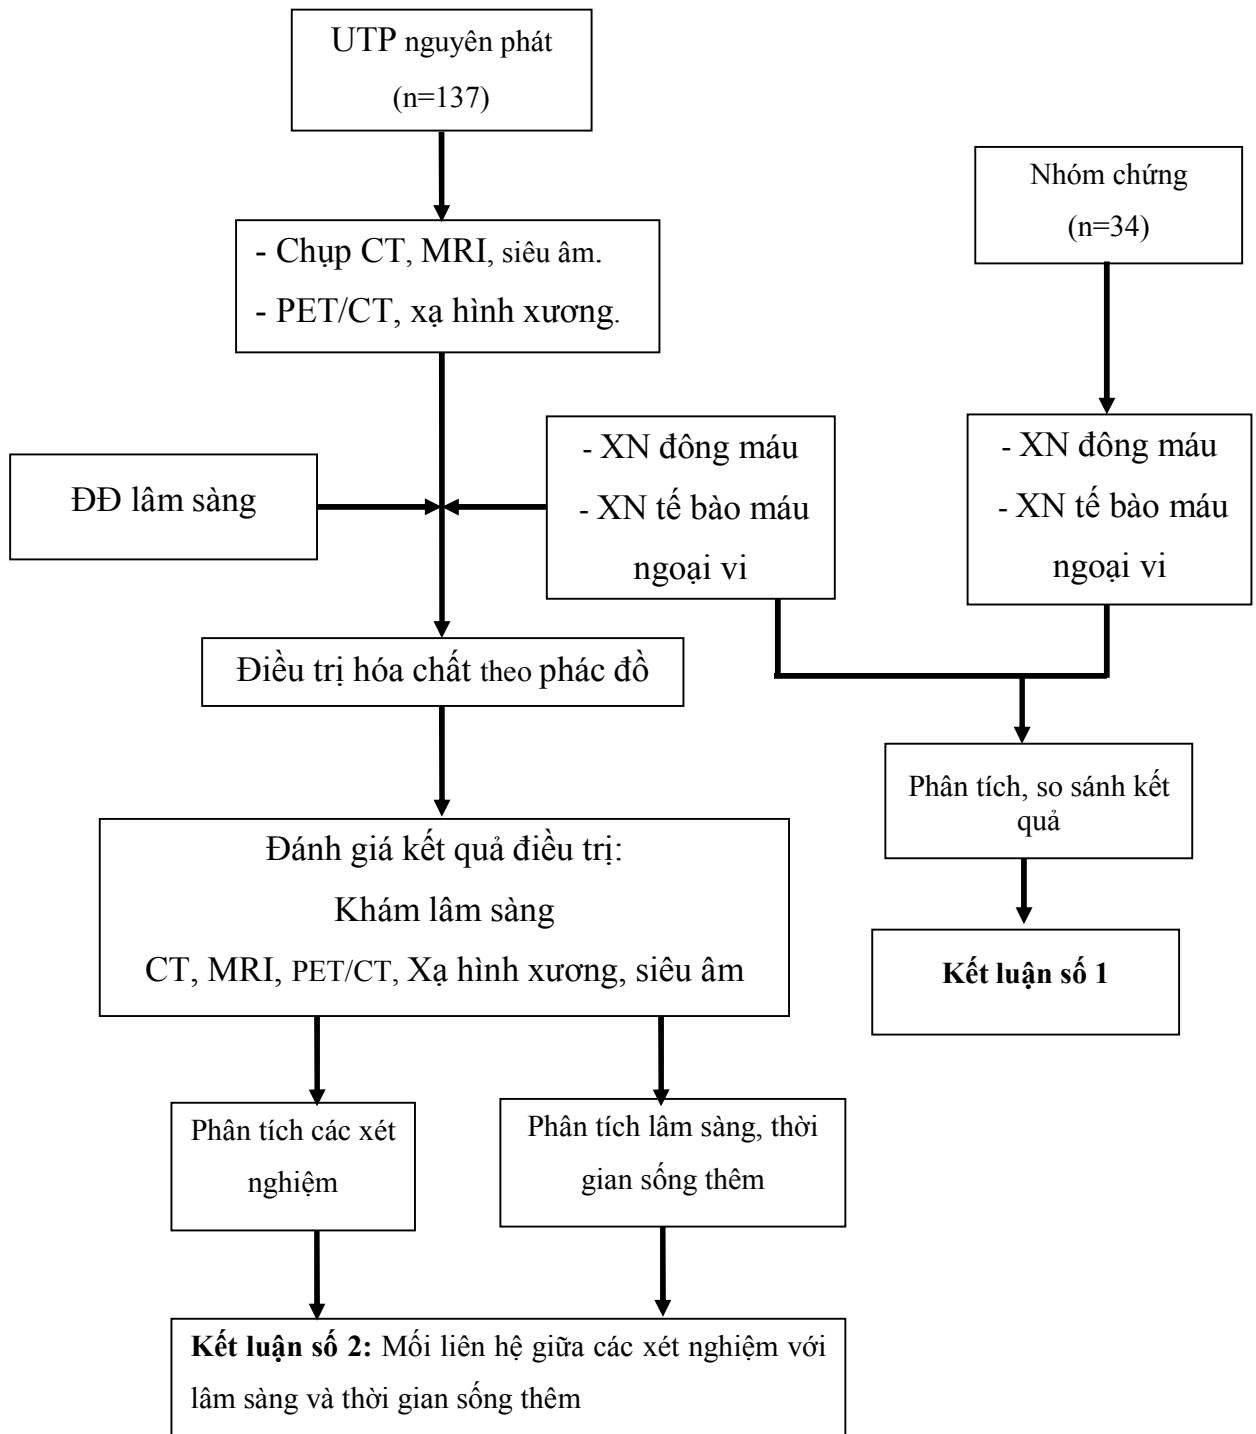 UTP nguyên phát
(n=137)
Nhóm chứng
(n=34)
- Chụp CT, MRI, siêu âm.
- PET/CT, xạ hình xương.
ĐĐ lâm sàng
- XN đông máu
- XN tế bào máu
ngoại vi
- XN đông máu
- XN tế bào máu
ngoại vi
Điều trị hóa chất theo phác đồ
Phân tích, so sánh kết
quả
Đánh giá kết quả điều trị:
Khám lâm sàng
CT, MRI, PET/CT, Xạ hình xương, siêu âm
Kết luận số 1
Phân tích các xét
nghiệm
Phân tích lâm sàng, thời
gian sống thêm
Kết luận số 2: Mối liên hệ giữa các xét nghiệm với
lâm sàng và thời gian sống thêm